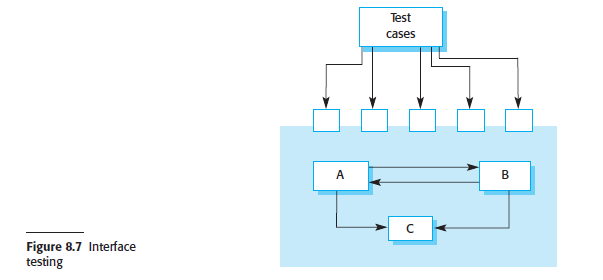 Test
cases
A
B
C
Figure 8.7 Interface
testing